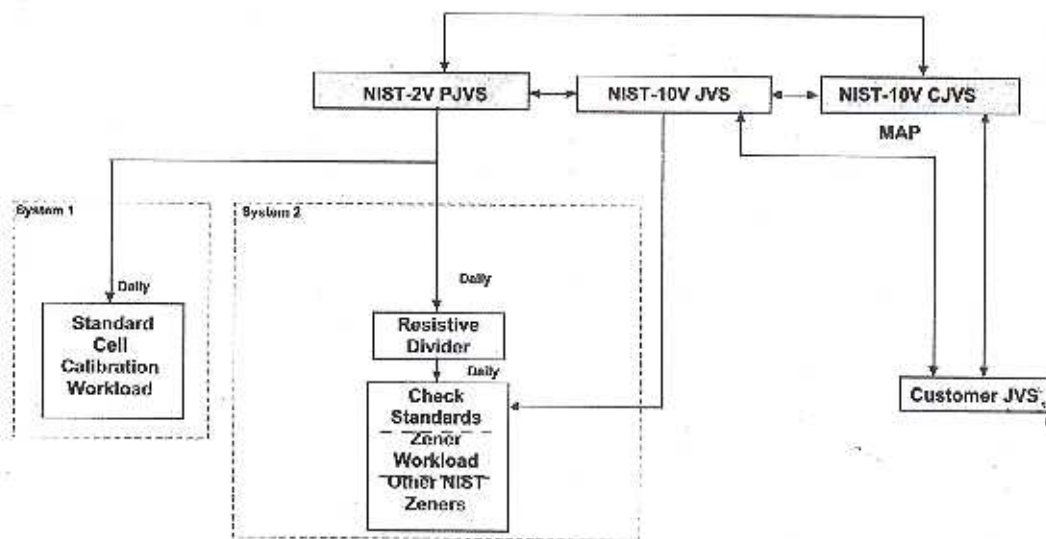 NIST-2V PJVS
NIST-10V JVS
NIST-10V CJVS
MAP
System 1
System 2
Daily
Daily
Standard
Cell
Calibration
Workload
Resistive
Divider
Daily
Check
Standards
Zener
Workload
Other NIST
Zeners
Customer JVS